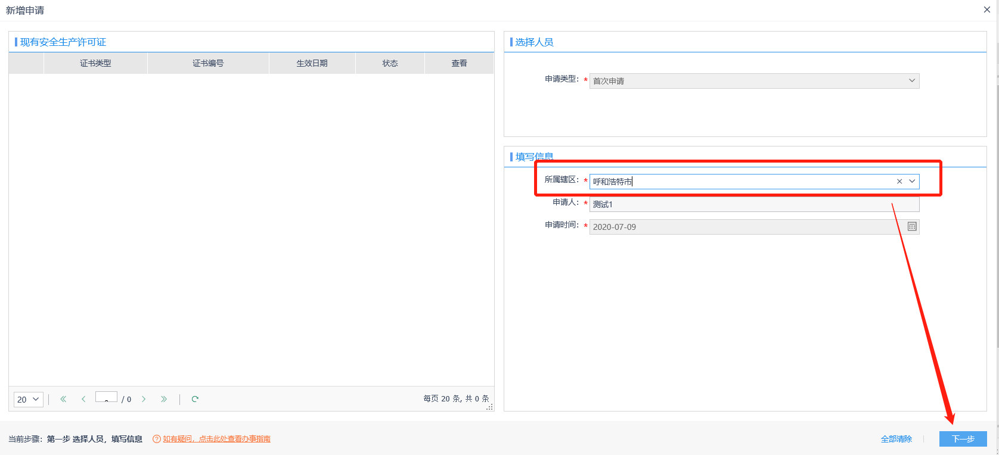 新增申请
现有安全生产许可证
证书类型 证书编号 生效日期 状态 查看
20 / 0 每页 20 条, 共 0 条
选择人员
申请类型: * 首次申请
填写信息
所属辖区: * 呼和浩特市
申请人: * 测试1
申请时间: * 2020-07-09
当前步骤: 第一步 选择人员, 填写信息 如有疑问, 点击此处查看办事指南 全部清除 下一步